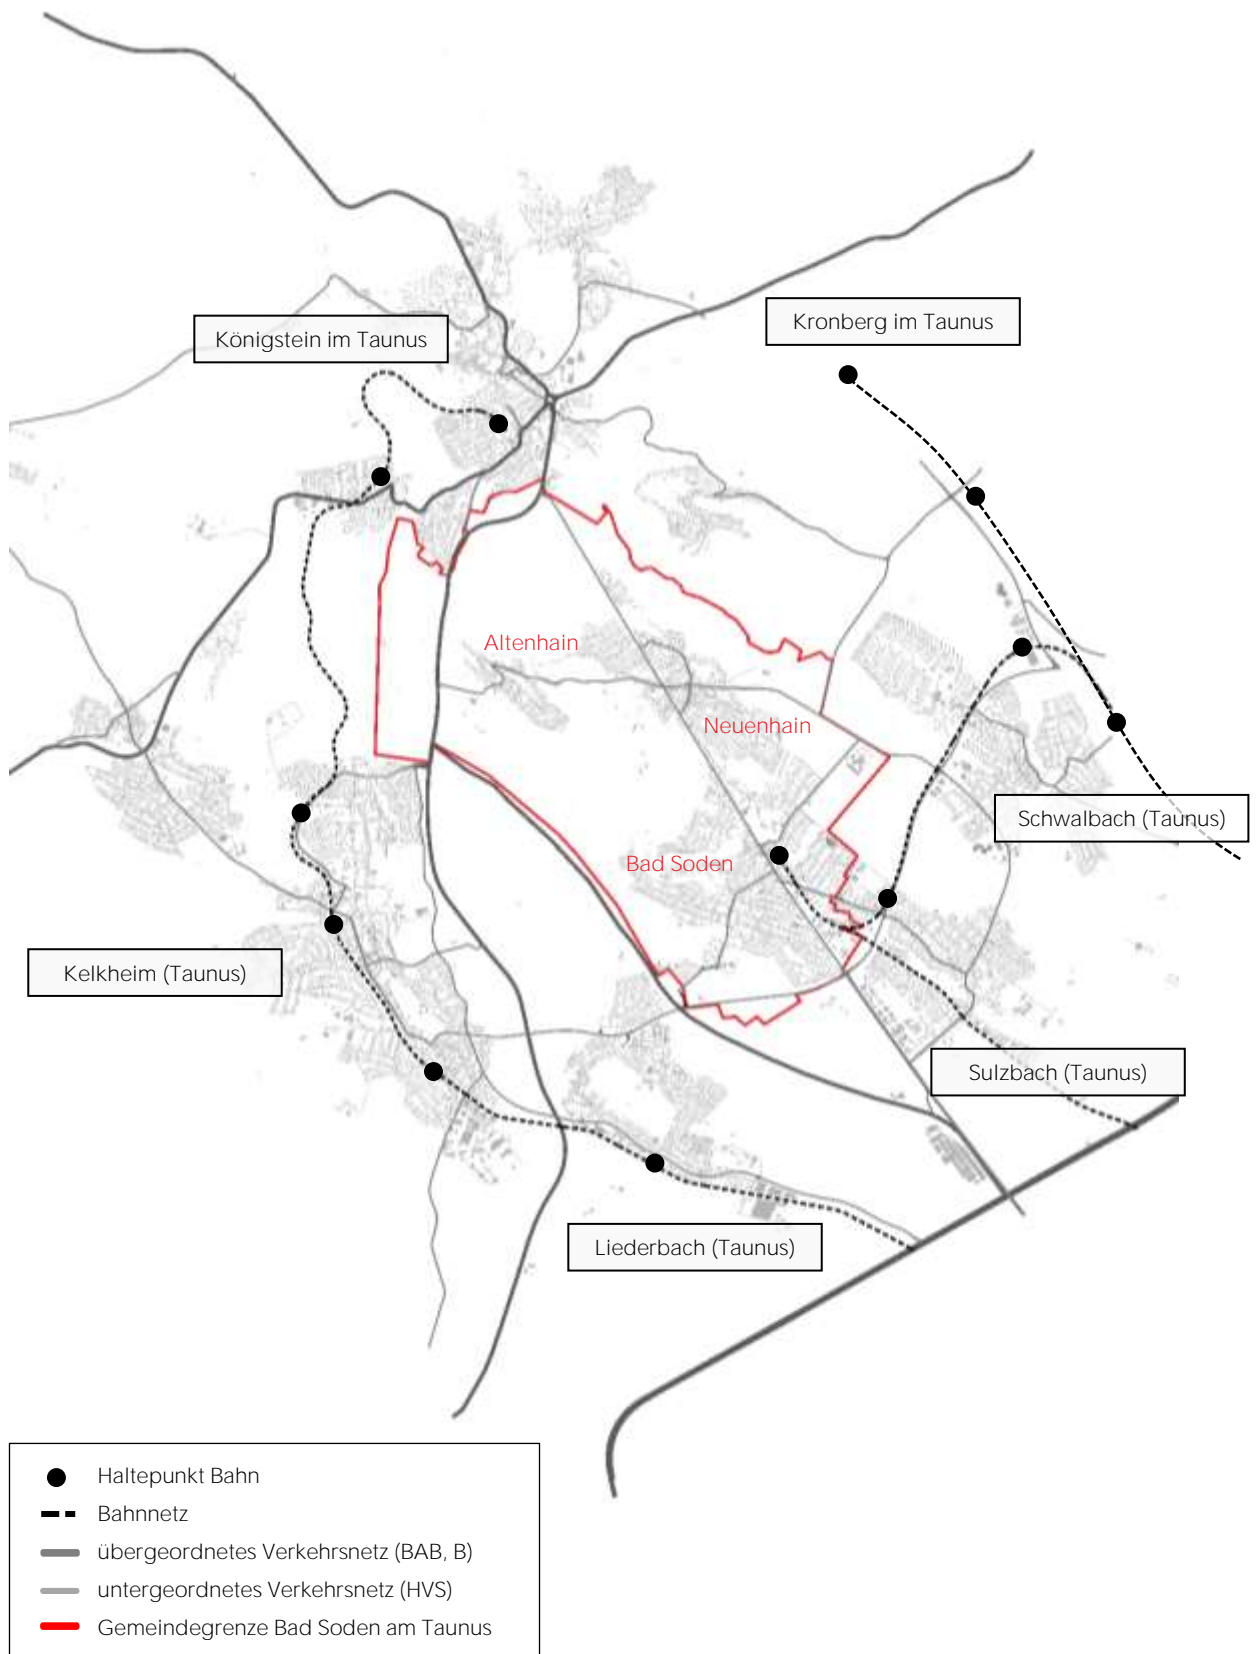 Königstein im Taunus
Kronberg im Taunus
Altenhain
Neuenhain
Schwalbach (Taunus)
Bad Soden
Kelkheim (Taunus)
Sulzbach (Taunus)
Liederbach (Taunus)
Haltepunkt Bahn
Bahnnetz
übergeordnetes Verkehrsnetz (BAB, B)
untergeordnetes Verkehrsnetz (HVS)
Gemeindegrenze Bad Soden am Taunus